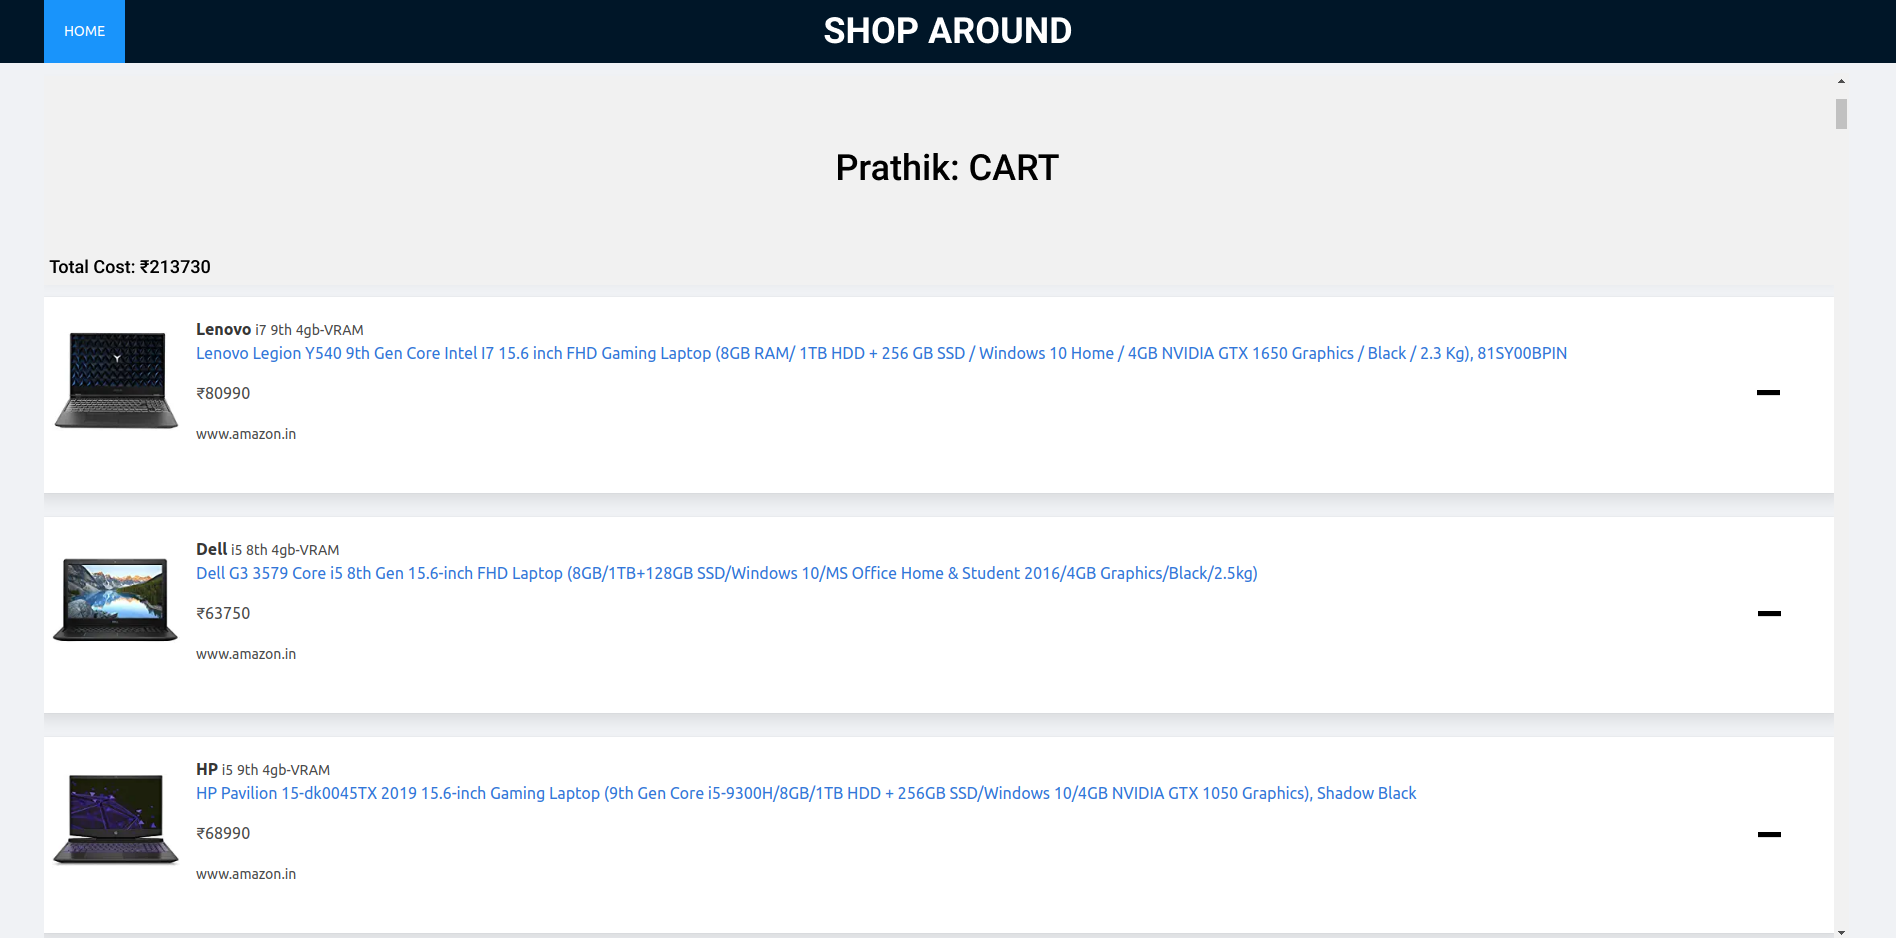 HOME
SHOP AROUND
Prathik: CART
Total Cost: ₹213730
Lenovo i7 9th 4gb-VRAM
Lenovo Legion Y540 9th Gen Core Intel I7 15.6 inch FHD Gaming Laptop (8GB RAM/ 1TB HDD + 256 GB SSD / Windows 10 Home / 4GB NVIDIA GTX 1650 Graphics / Black / 2.3 Kg), 81SY00BPIN
₹80990
www.amazon.in
Dell i5 8th 4gb-VRAM
Dell G3 3579 Core i5 8th Gen 15.6-inch FHD Laptop (8GB/1TB+128GB SSD/Windows 10/MS Office Home & Student 2016/4GB Graphics/Black/2.5kg)
₹63750
www.amazon.in
HP i5 9th 4gb-VRAM
HP Pavilion 15-dk0045TX 2019 15.6-inch Gaming Laptop (9th Gen Core i5-9300H/8GB/1TB HDD + 256GB SSD/Windows 10/4GB NVIDIA GTX 1050 Graphics), Shadow Black
₹68990
www.amazon.in